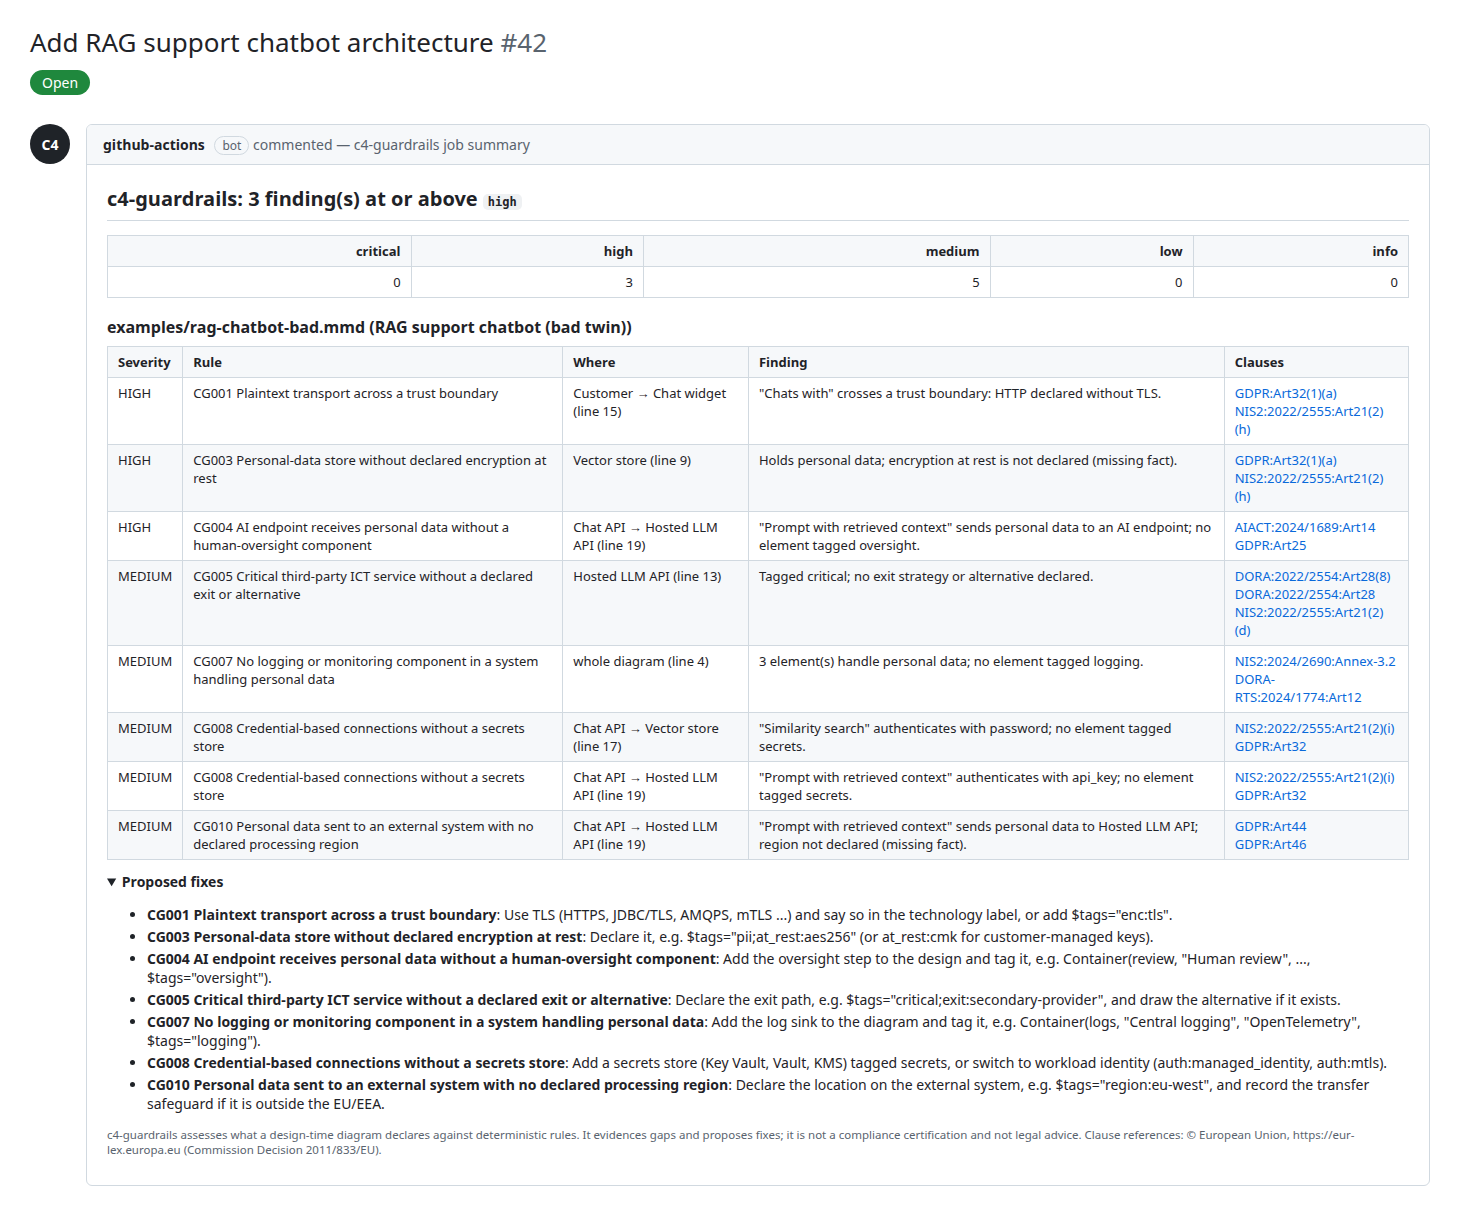 Add RAG support chatbot architecture #42
Open
C4
github-actions bot commented — c4-guardrails job summary
c4-guardrails: 3 finding(s) at or above high
critical high medium low info
0 3 5 0 0
examples/rag-chatbot-bad.mmd (RAG support chatbot (bad twin))
Severity Rule Where Finding Clauses
HIGH CG001 Plaintext transport across a trust boundary Customer → Chat widget "Chats with" crosses a trust boundary: HTTP declared without TLS. GDPR:Art32(1)(a)
(line 15) NIS2:2022/2555:Art21(2)
(h)
HIGH CG003 Personal-data store without declared encryption at Vector store (line 9) Holds personal data; encryption at rest is not declared (missing fact). GDPR:Art32(1)(a)
rest NIS2:2022/2555:Art21(2)
(h)
HIGH CG004 AI endpoint receives personal data without a Chat API → Hosted LLM "Prompt with retrieved context" sends personal data to an AI endpoint; no AIACT:2024/1689:Art14
human-oversight component API (line 19) element tagged oversight. GDPR:Art25
MEDIUM CG005 Critical third-party ICT service without a declared Hosted LLM API (line 13) Tagged critical; no exit strategy or alternative declared. DORA:2022/2554:Art28(8)
exit or alternative DORA:2022/2554:Art28
NIS2:2022/2555:Art21(2)
(d)
MEDIUM CG007 No logging or monitoring component in a system whole diagram (line 4) 3 element(s) handle personal data; no element tagged logging. NIS2:2024/2690:Annex-3.2
handling personal data DORA-
RTS:2024/1774:Art12
MEDIUM CG008 Credential-based connections without a secrets Chat API → Vector store "Similarity search" authenticates with password; no element tagged NIS2:2022/2555:Art21(2)(i)
store (line 17) secrets. GDPR:Art32
MEDIUM CG008 Credential-based connections without a secrets Chat API → Hosted LLM "Prompt with retrieved context" authenticates with api_key; no element NIS2:2022/2555:Art21(2)(i)
store API (line 19) tagged secrets. GDPR:Art32
MEDIUM CG010 Personal data sent to an external system with no Chat API → Hosted LLM "Prompt with retrieved context" sends personal data to Hosted LLM API; GDPR:Art44
declared processing region API (line 19) region not declared (missing fact). GDPR:Art46
▼ Proposed fixes
• CG001 Plaintext transport across a trust boundary: Use TLS (HTTPS, JDBC/TLS, AMQPS, mTLS ...) and say so in the technology label, or add $tags="enc:tls".
• CG003 Personal-data store without declared encryption at rest: Declare it, e.g. $tags="pii;at_rest:aes256" (or at_rest:cmk for customer-managed keys).
• CG004 AI endpoint receives personal data without a human-oversight component: Add the oversight step to the design and tag it, e.g. Container(review, "Human review", ...,
$tags="oversight").
• CG005 Critical third-party ICT service without a declared exit or alternative: Declare the exit path, e.g. $tags="critical;exit:secondary-provider", and draw the alternative if it exists.
• CG007 No logging or monitoring component in a system handling personal data: Add the log sink to the diagram and tag it, e.g. Container(logs, "Central logging", "OpenTelemetry",
$tags="logging").
• CG008 Credential-based connections without a secrets store: Add a secrets store (Key Vault, Vault, KMS) tagged secrets, or switch to workload identity (auth:managed_identity, auth:mtls).
• CG010 Personal data sent to an external system with no declared processing region: Declare the location on the external system, e.g. $tags="region:eu-west", and record the transfer
safeguard if it is outside the EU/EEA.
c4-guardrails assesses what a design-time diagram declares against deterministic rules. It evidences gaps and proposes fixes; it is not a compliance certification and not legal advice. Clause references: © European Union, https://eur-
lex.europa.eu (Commission Decision 2011/833/EU).